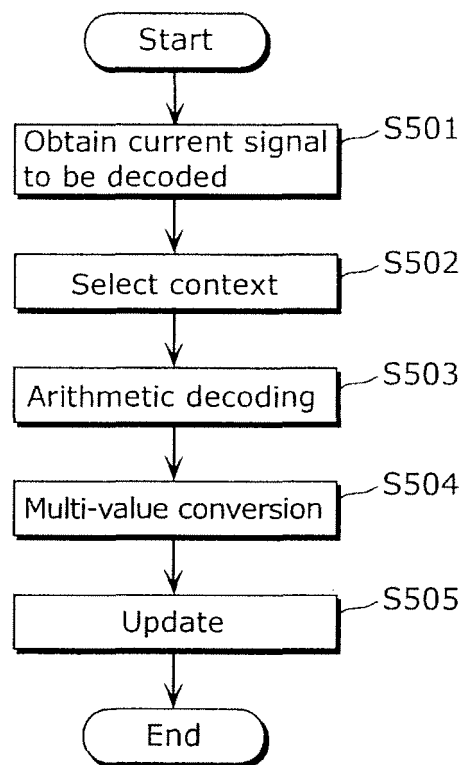 Start
Obtain current signal
to be decoded
S501
Select context
S502
Arithmetic decoding
S503
Multi-value conversion
S504
Update
S505
End